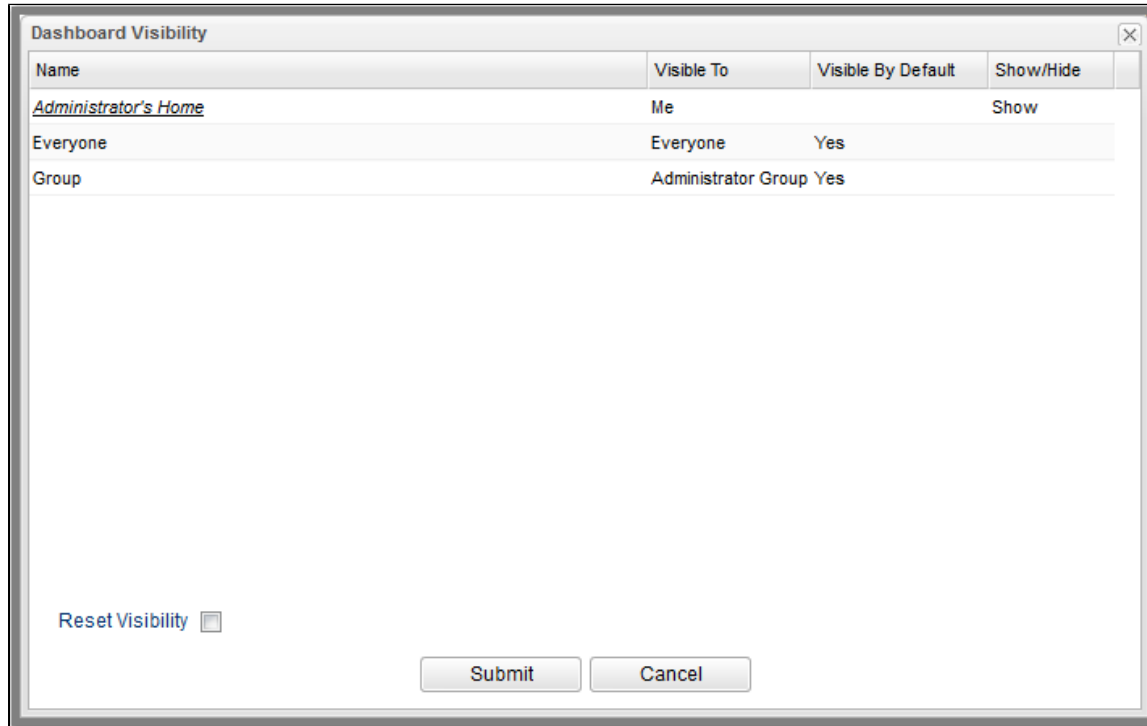 Dashboard Visibility
Name Visible To Visible By Default Show/Hide
Administrator's Home Me Show
Everyone Everyone Yes
Group Administrator Group Yes
Reset Visibility
Submit Cancel